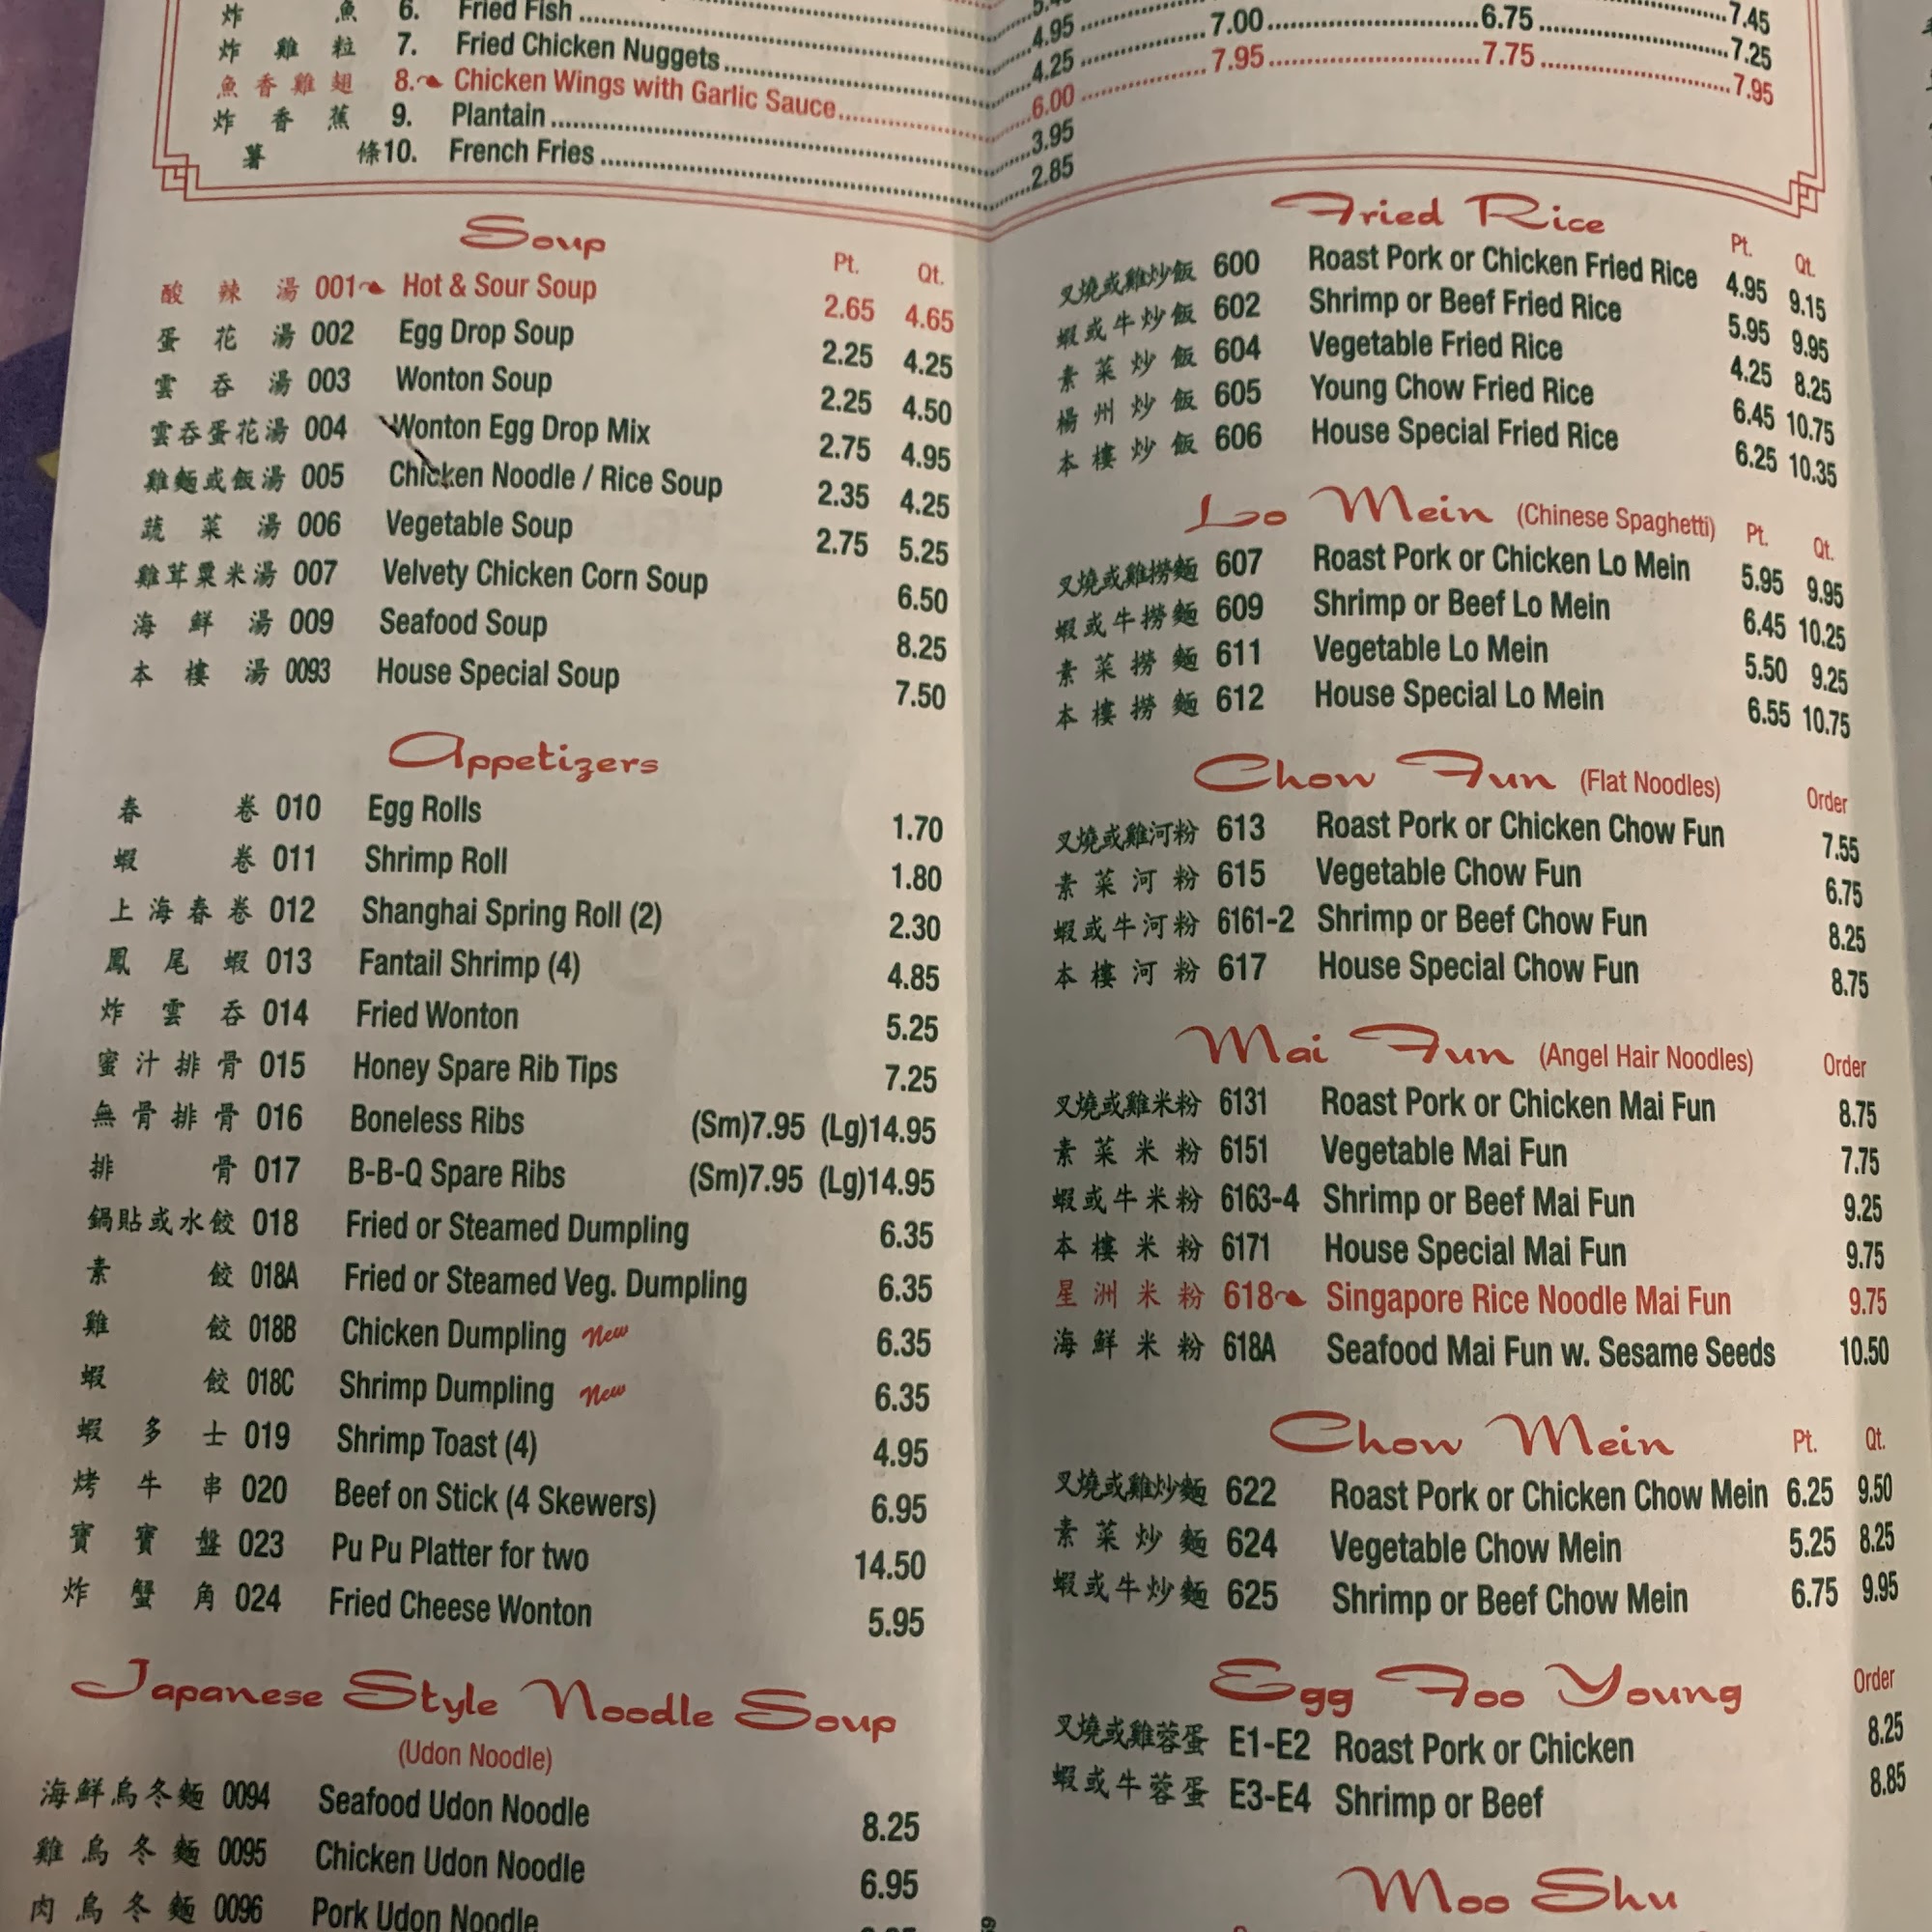 炸 魚 6. Fried Fish 4.95 7.00 6.75 7.45
炸雞粒 7. Fried Chicken Nuggets 4.25 7.95 7.75 7.25
魚香雞翅 8. Chicken Wings with Garlic Sauce 6.00 7.95
炸香蕉 9. Plantain 3.95
薯條 10. French Fries 2.85
Soup
Pt. Qt.
酸辣湯 001 Hot & Sour Soup 2.65 4.65
蛋花湯 002 Egg Drop Soup 2.25 4.25
雲吞湯 003 Wonton Soup 2.25 4.50
雲吞蛋花湯 004 Wonton Egg Drop Mix 2.75 4.95
雞麵或飯湯 005 Chicken Noodle / Rice Soup 2.35 4.25
蔬菜湯 006 Vegetable Soup 2.75 5.25
雞茸粟米湯 007 Velvety Chicken Corn Soup 6.50
海鮮湯 009 Seafood Soup 8.25
本樓湯 0093 House Special Soup 7.50
Appetizers
春卷 010 Egg Rolls 1.70
蝦卷 011 Shrimp Roll 1.80
上海春卷 012 Shanghai Spring Roll (2) 2.30
鳳尾蝦 013 Fantail Shrimp (4) 4.85
炸雲吞 014 Fried Wonton 5.25
蜜汁排骨 015 Honey Spare Rib Tips 7.25
無骨排骨 016 Boneless Ribs (Sm)7.95 (Lg)14.95
排骨 017 B-B-Q Spare Ribs (Sm)7.95 (Lg)14.95
鍋貼或水餃 018 Fried or Steamed Dumpling 6.35
素餃 018A Fried or Steamed Veg. Dumpling 6.35
雞餃 018B Chicken Dumpling New 6.35
蝦餃 018C Shrimp Dumpling New 6.35
蝦多士 019 Shrimp Toast (4) 4.95
烤牛串 020 Beef on Stick (4 Skewers) 6.95
寶寶盤 023 Pu Pu Platter for two 14.50
炸蟹角 024 Fried Cheese Wonton 5.95
Japanese Style Noodle Soup
(Udon Noodle)
海鮮烏冬麵 0094 Seafood Udon Noodle 8.25
雞烏冬麵 0095 Chicken Udon Noodle 6.95
肉烏冬麵 0096 Pork Udon Noodle
Fried Rice
Pt. Qt.
叉燒或雞炒飯 600 Roast Pork or Chicken Fried Rice 4.95 9.15
蝦或牛炒飯 602 Shrimp or Beef Fried Rice 5.95 9.95
素菜炒飯 604 Vegetable Fried Rice 4.25 8.25
楊州炒飯 605 Young Chow Fried Rice 6.45 10.75
本樓炒飯 606 House Special Fried Rice 6.25 10.35
Lo Mein (Chinese Spaghetti) Pt. Qt.
叉燒或雞撈麵 607 Roast Pork or Chicken Lo Mein 5.95 9.95
蝦或牛撈麵 609 Shrimp or Beef Lo Mein 6.45 10.25
素菜撈麵 611 Vegetable Lo Mein 5.50 9.25
本樓撈麵 612 House Special Lo Mein 6.55 10.75
Chow Fun (Flat Noodles) Order
叉燒或雞河粉 613 Roast Pork or Chicken Chow Fun 7.55
素菜河粉 615 Vegetable Chow Fun 6.75
蝦或牛河粉 6161-2 Shrimp or Beef Chow Fun 8.25
本樓河粉 617 House Special Chow Fun 8.75
Mai Fun (Angel Hair Noodles) Order
叉燒或雞米粉 6131 Roast Pork or Chicken Mai Fun 8.75
素菜米粉 6151 Vegetable Mai Fun 7.75
蝦或牛米粉 6163-4 Shrimp or Beef Mai Fun 9.25
本樓米粉 6171 House Special Mai Fun 9.75
星洲米粉 618 Singapore Rice Noodle Mai Fun 9.75
海鮮米粉 618A Seafood Mai Fun w. Sesame Seeds 10.50
Chow Mein Pt. Qt.
叉燒或雞炒麵 622 Roast Pork or Chicken Chow Mein 6.25 9.50
素菜炒麵 624 Vegetable Chow Mein 5.25 8.25
蝦或牛炒麵 625 Shrimp or Beef Chow Mein 6.75 9.95
Egg Foo Young Order
叉燒或雞蓉蛋 E1-E2 Roast Pork or Chicken 8.25
蝦或牛蓉蛋 E3-E4 Shrimp or Beef 8.85
Moo Shu